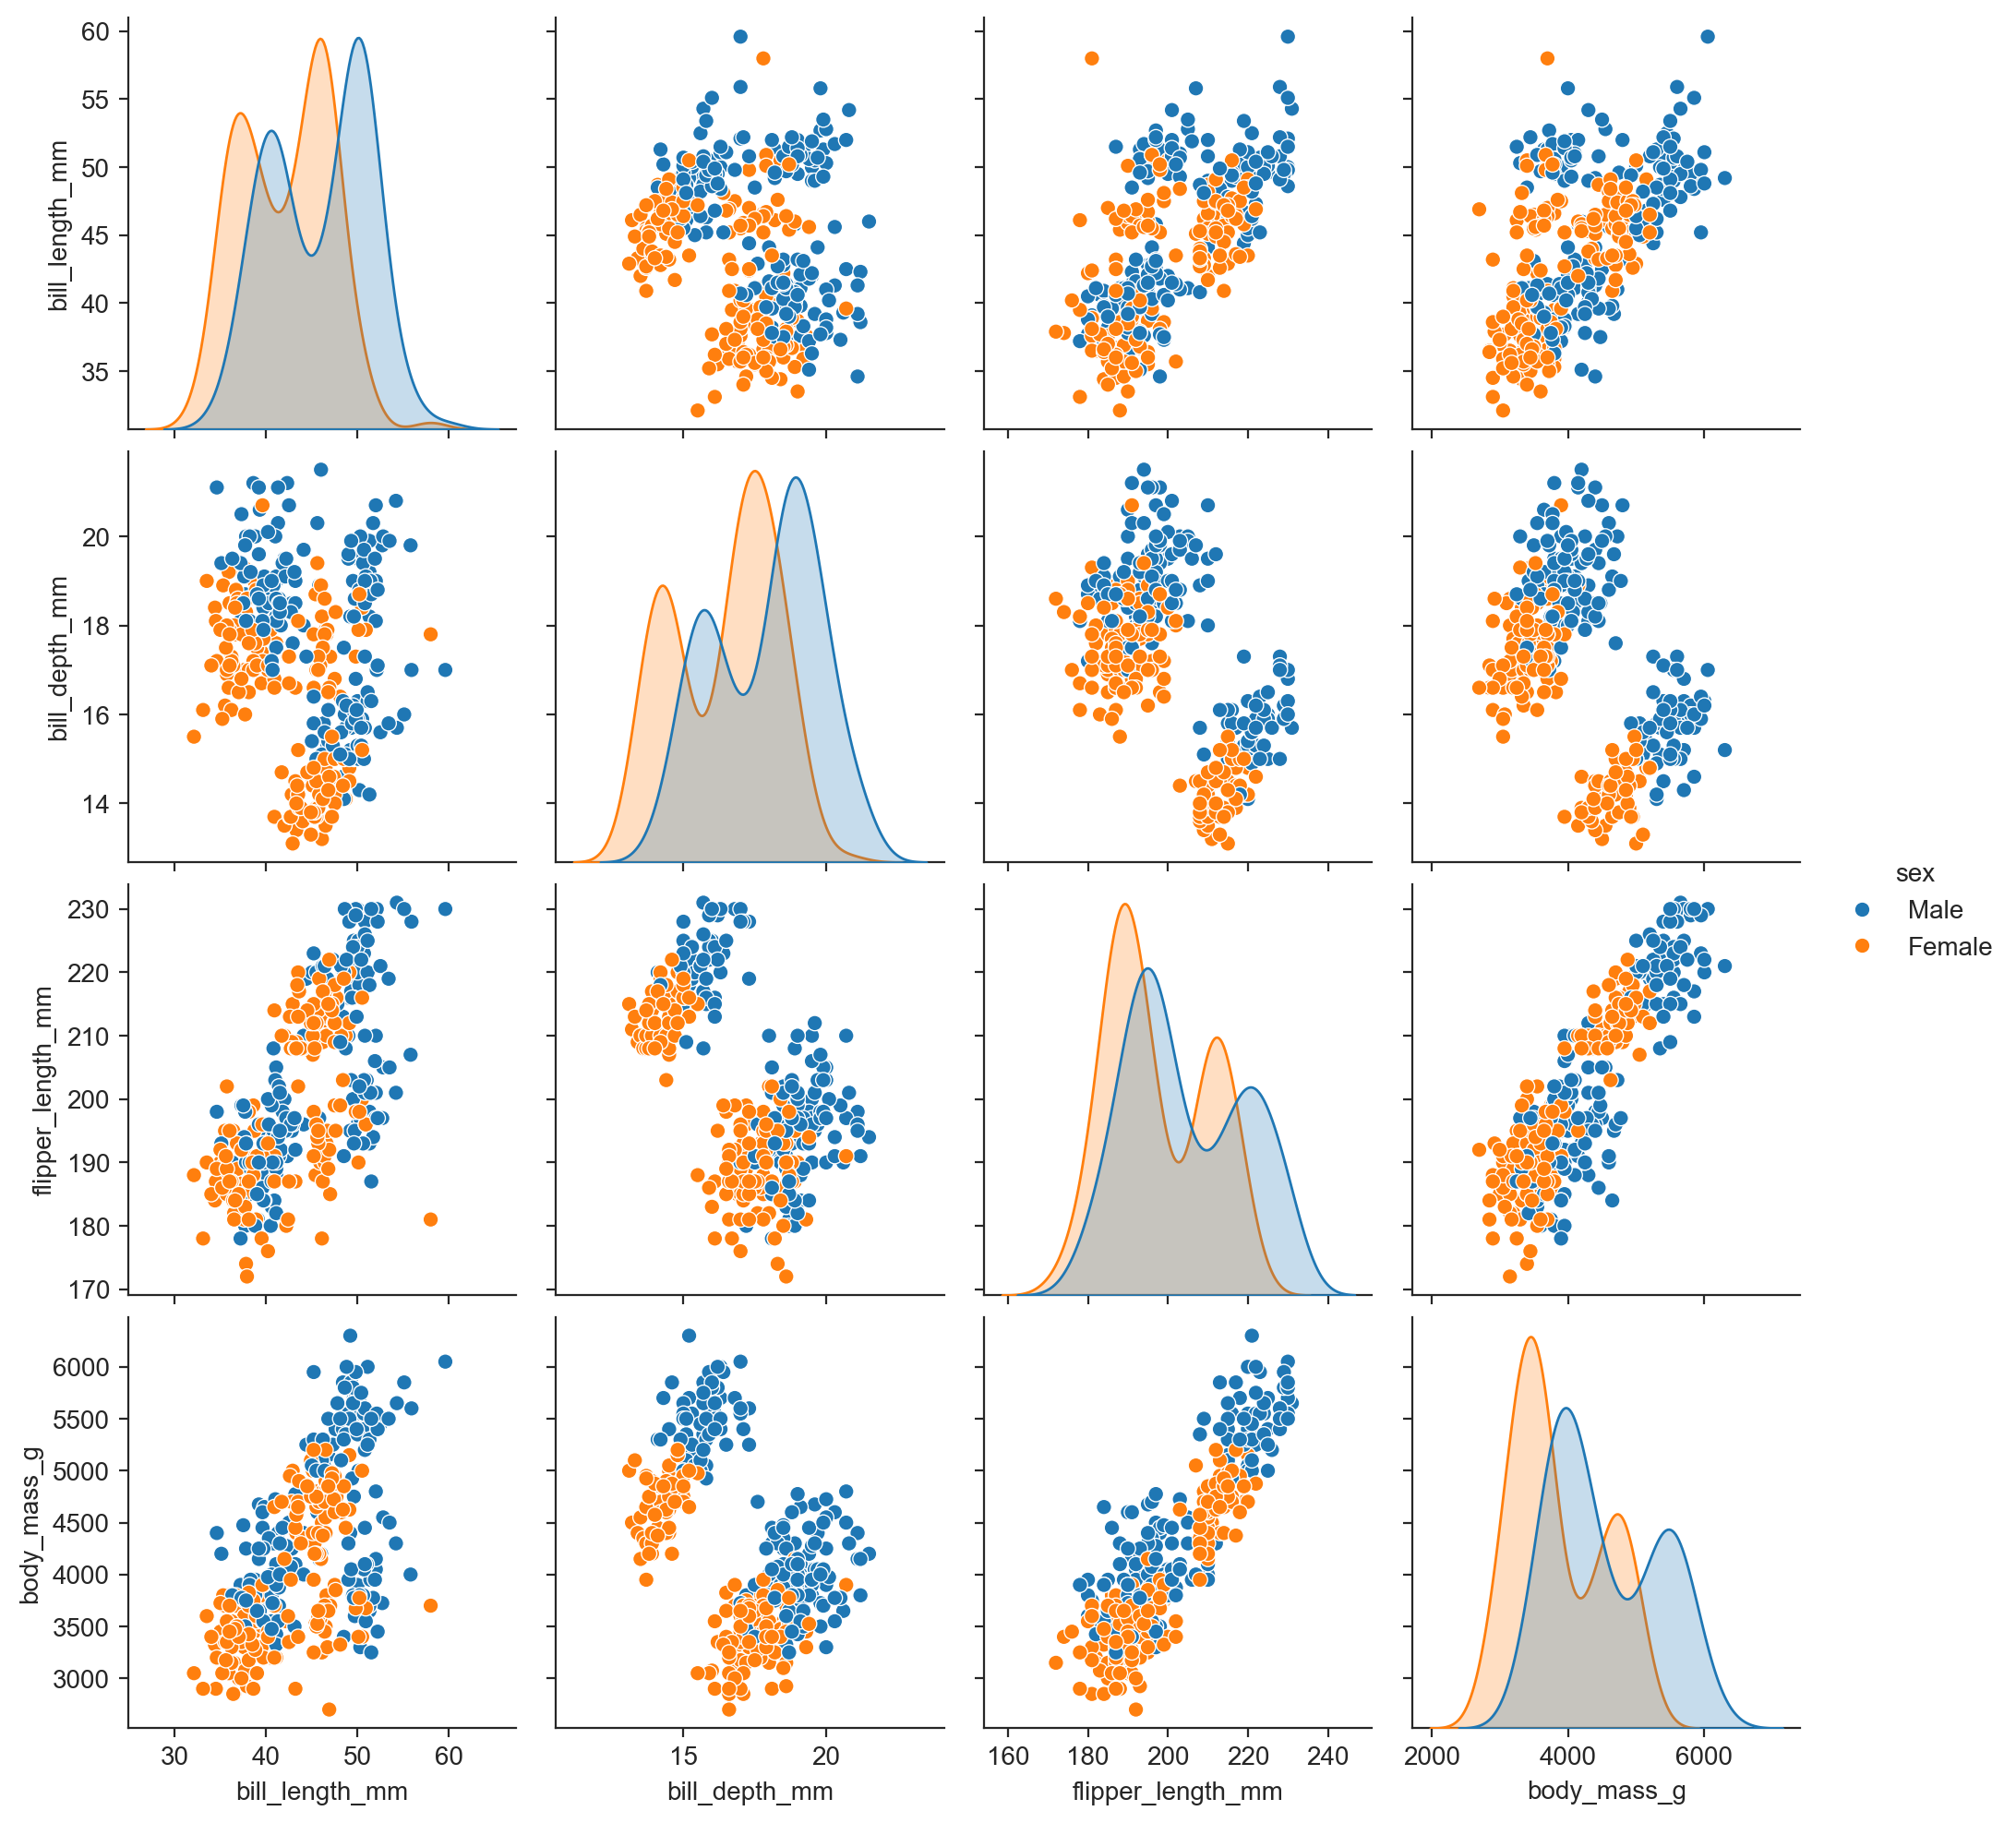 60
55
50
45
40
35
bill_length_mm
20
18
16
14
bill_depth_mm
230
220
210
200
190
180
170
flipper_length_mm
6000
5500
5000
4500
4000
3500
3000
body_mass_g
30 40 50 60
bill_length_mm
15 20
bill_depth_mm
160 180 200 220 240
flipper_length_mm
2000 4000 6000
body_mass_g
sex
Male
Female